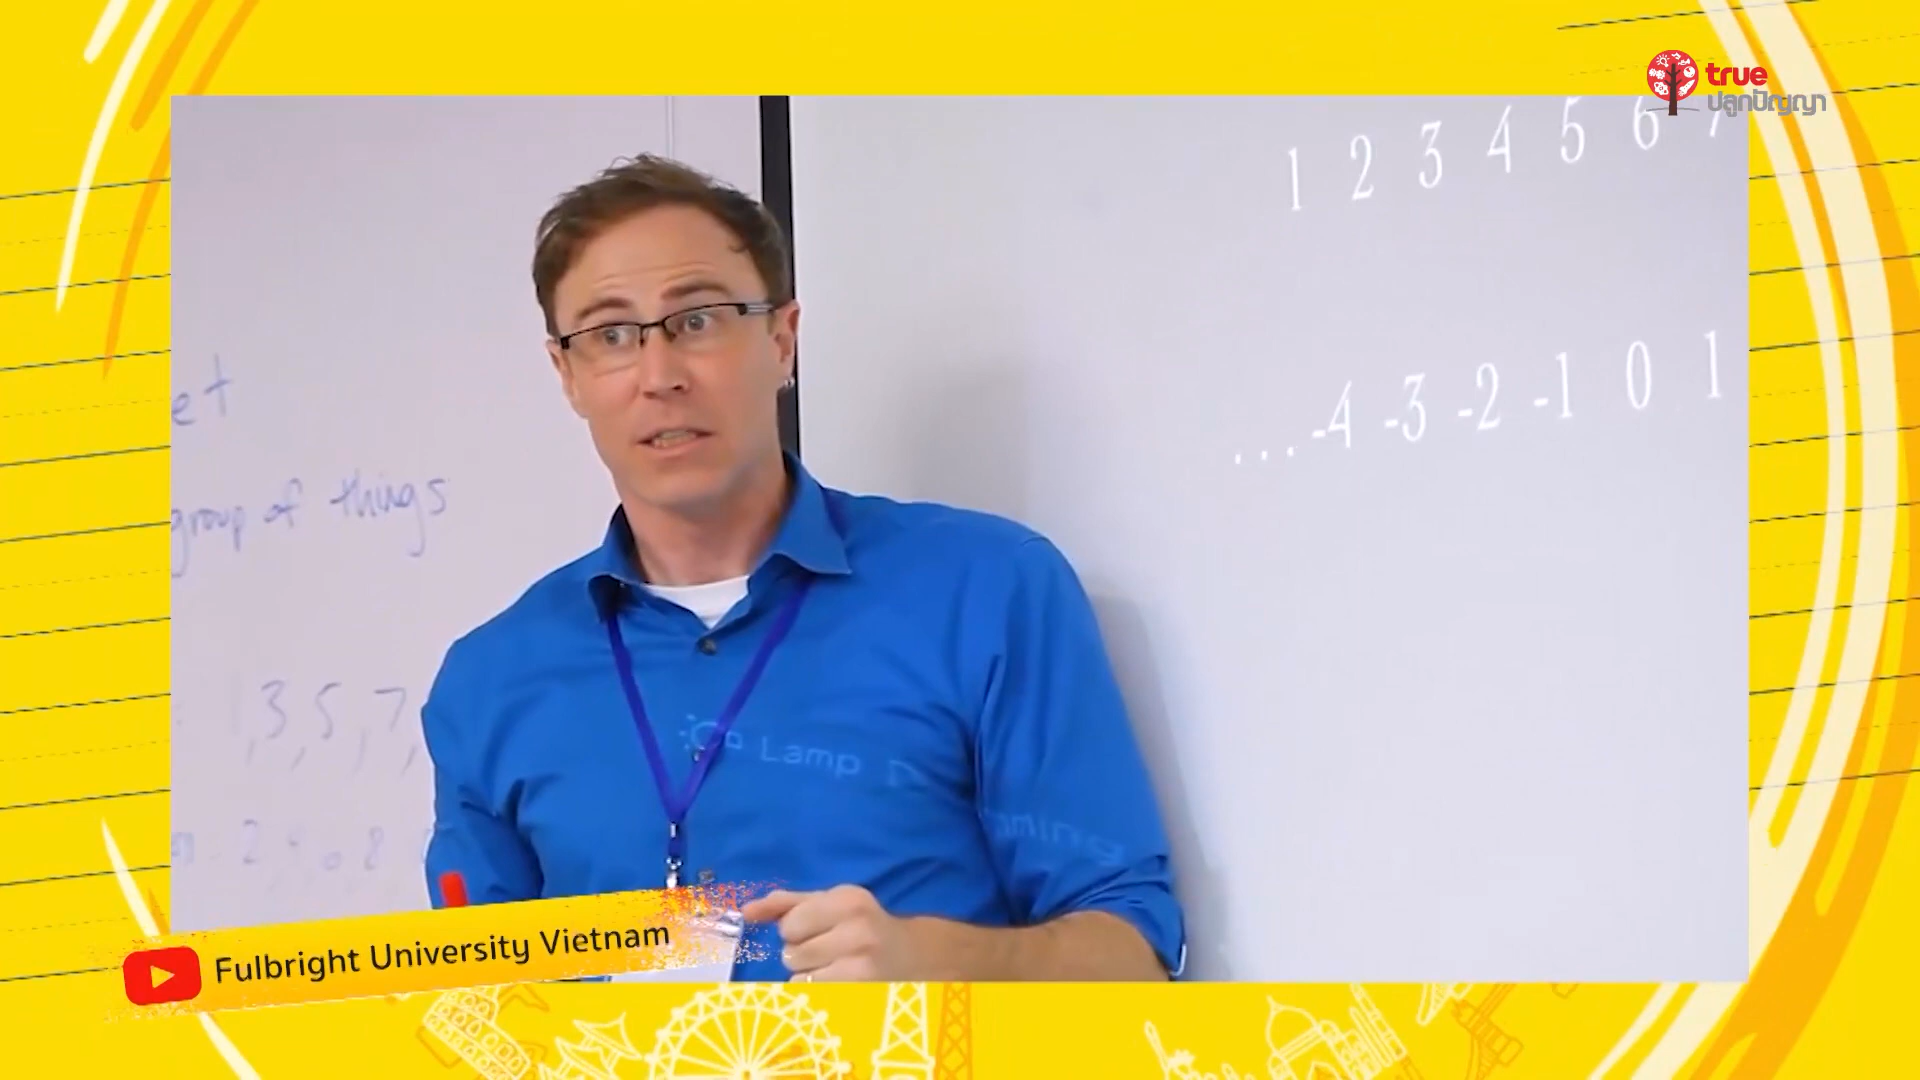 true
ปลูกปัญญา
1 2 3 4 5 6 7
et
group of things
... -4 -3 -2 -1 0 1
3, 5, 7,
Lamp
Fulbright University Vietnam